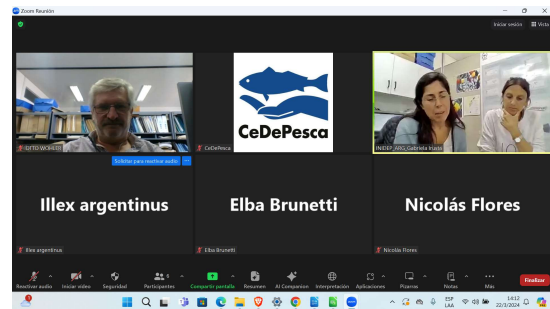 Zoom Reunión
Iniciar sesión
Vista
OTTO WÖHLER
CeDePesca
CeDePesca
INIDEP_ARG_Gabriela
Solicitar para reactivar audio
Illex argentinus
Illex argentinus
Elba Brunetti
Elba Brunetti
Nicolás Flores
Nicolás Flores
Reactivar audio
Iniciar video
Seguridad
Participantes
Compartir pantalla
Resumen
AI Companion
Interpretación
Aplicaciones
Pizarras
Notas
Más
Finalizar
ESP
LAA
14:12
22/3/2024